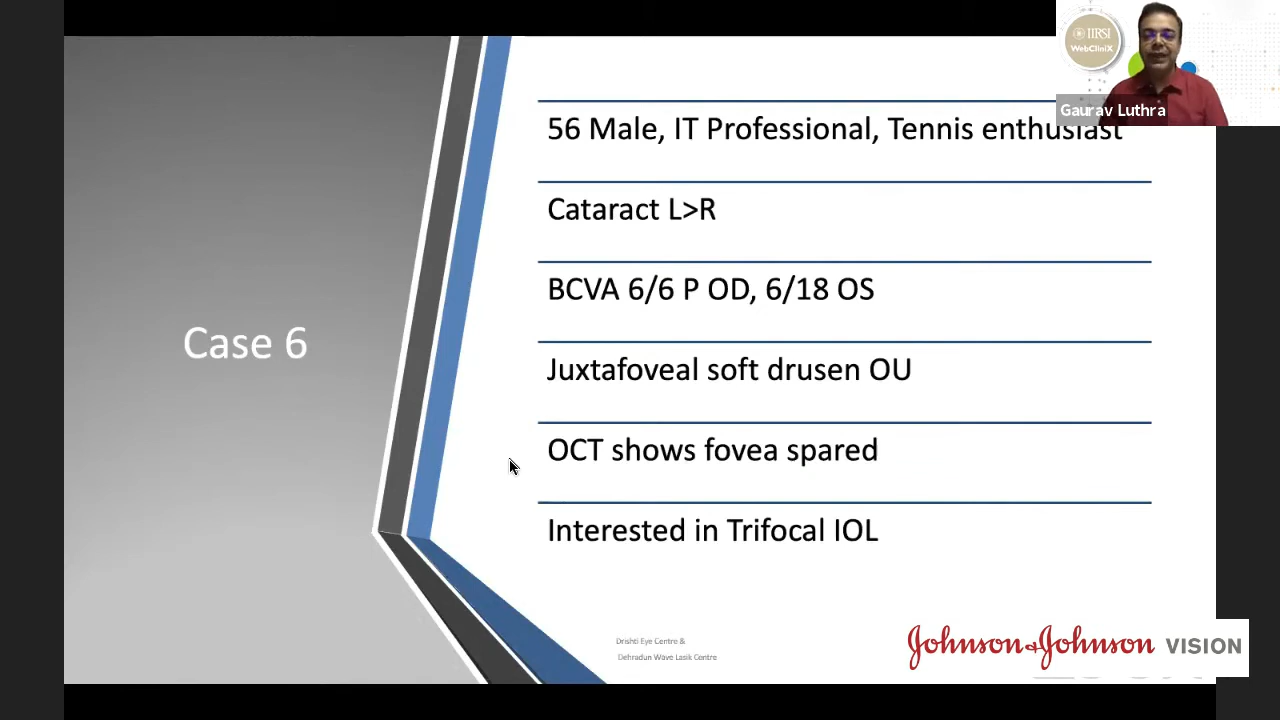 IIRSI
WebCliniX
Gaurav Luthra
56 Male, IT Professional, Tennis enthusiast
Cataract L>R
BCVA 6/6 P OD, 6/18 OS
Case 6
Juxtafoveal soft drusen OU
OCT shows fovea spared
Interested in Trifocal IOL
Drishti Eye Centre &
Dehradun Wave Lasik Centre
Johnson&Johnson VISION